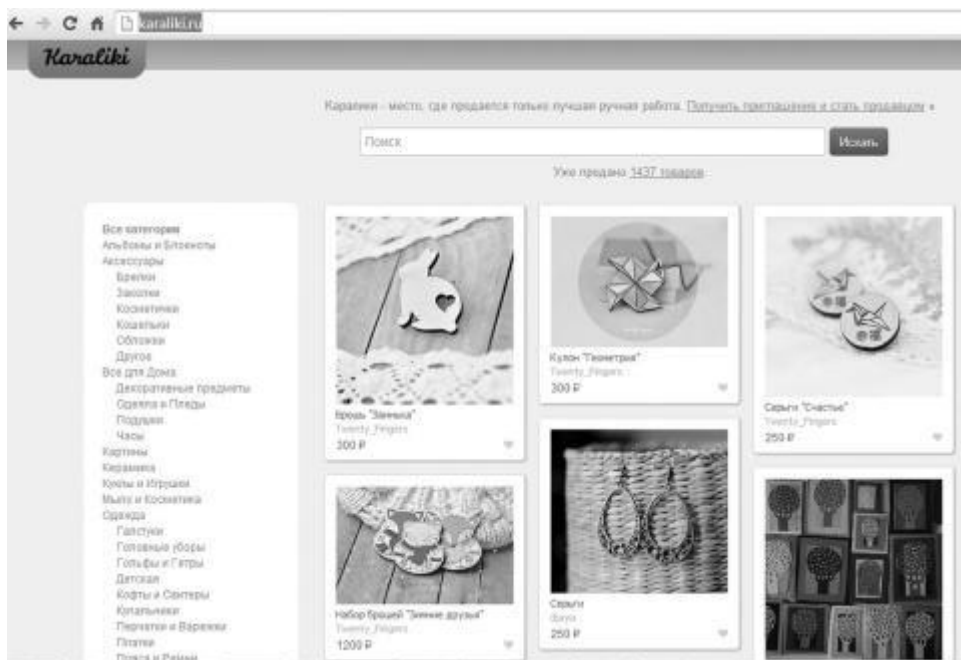 karaliki.ru
Karaliki
Каралики - место, где продается только лучшая ручная работа. Получить приглашение и стать продавцом »
Поиск
Искать
Уже продано 1437 товаров
Все категории
Альбомы и Блокноты
Аксессуары
Брелки
Заколки
Косметички
Кошельки
Обложки
Другое
Все для Дома
Декоративные предметы
Одеяла и Пледы
Подушки
Часы
Картины
Керамика
Куклы и Игрушки
Мыло и Косметика
Одежда
Галстуки
Головные уборы
Гольфы и Гетры
Детская
Кофты и Свитеры
Купальники
Перчатки и Варежки
Платки
Пояса и Ремни
Брошь "Заинька"
Twenty_Fingers
300 ₽
Набор брошей "Зимние друзья"
Twenty_Fingers
1200 ₽
Кулон "Геометрия"
Twenty_Fingers
300 ₽
Серьги
250 ₽
Серьги "Счастье"
Twenty_Fingers
250 ₽